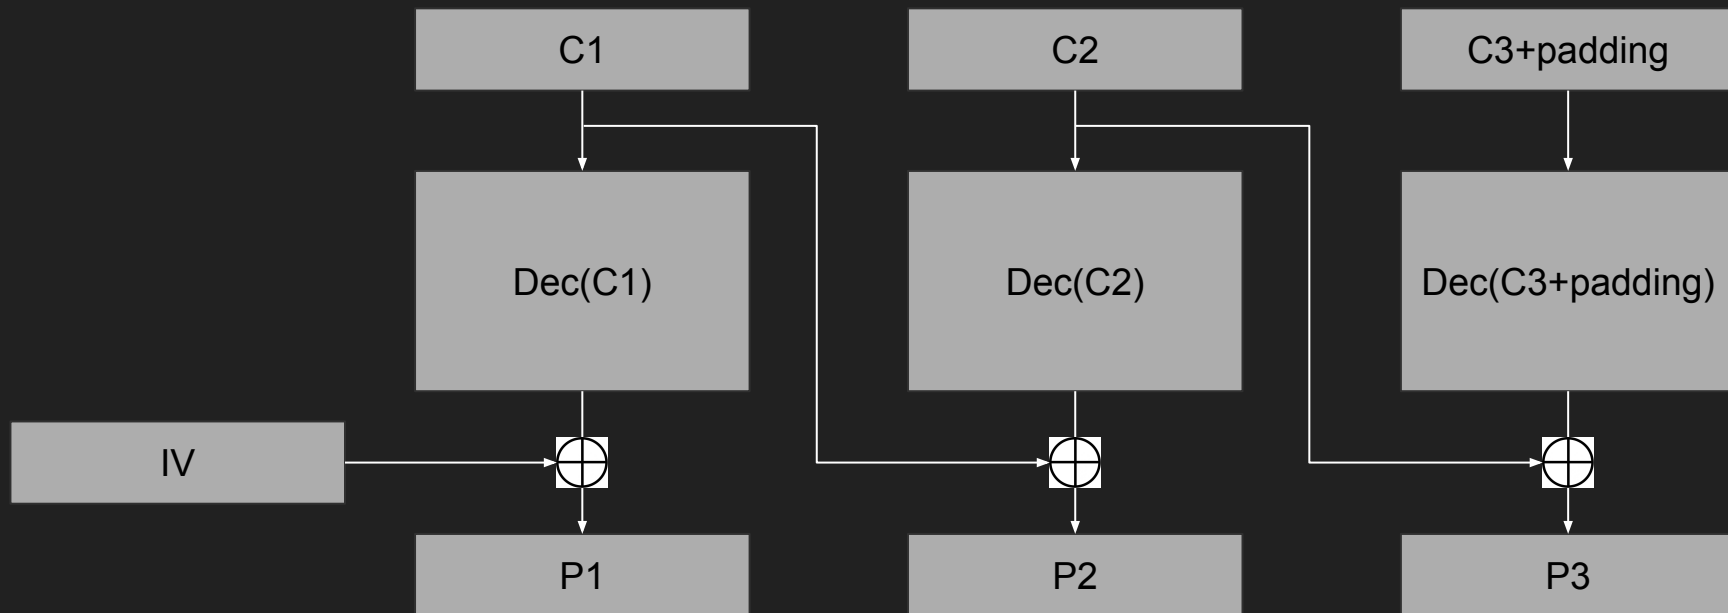 C1
C2
C3+padding
Dec(C1)
Dec(C2)
Dec(C3+padding)
IV
P1
P2
P3